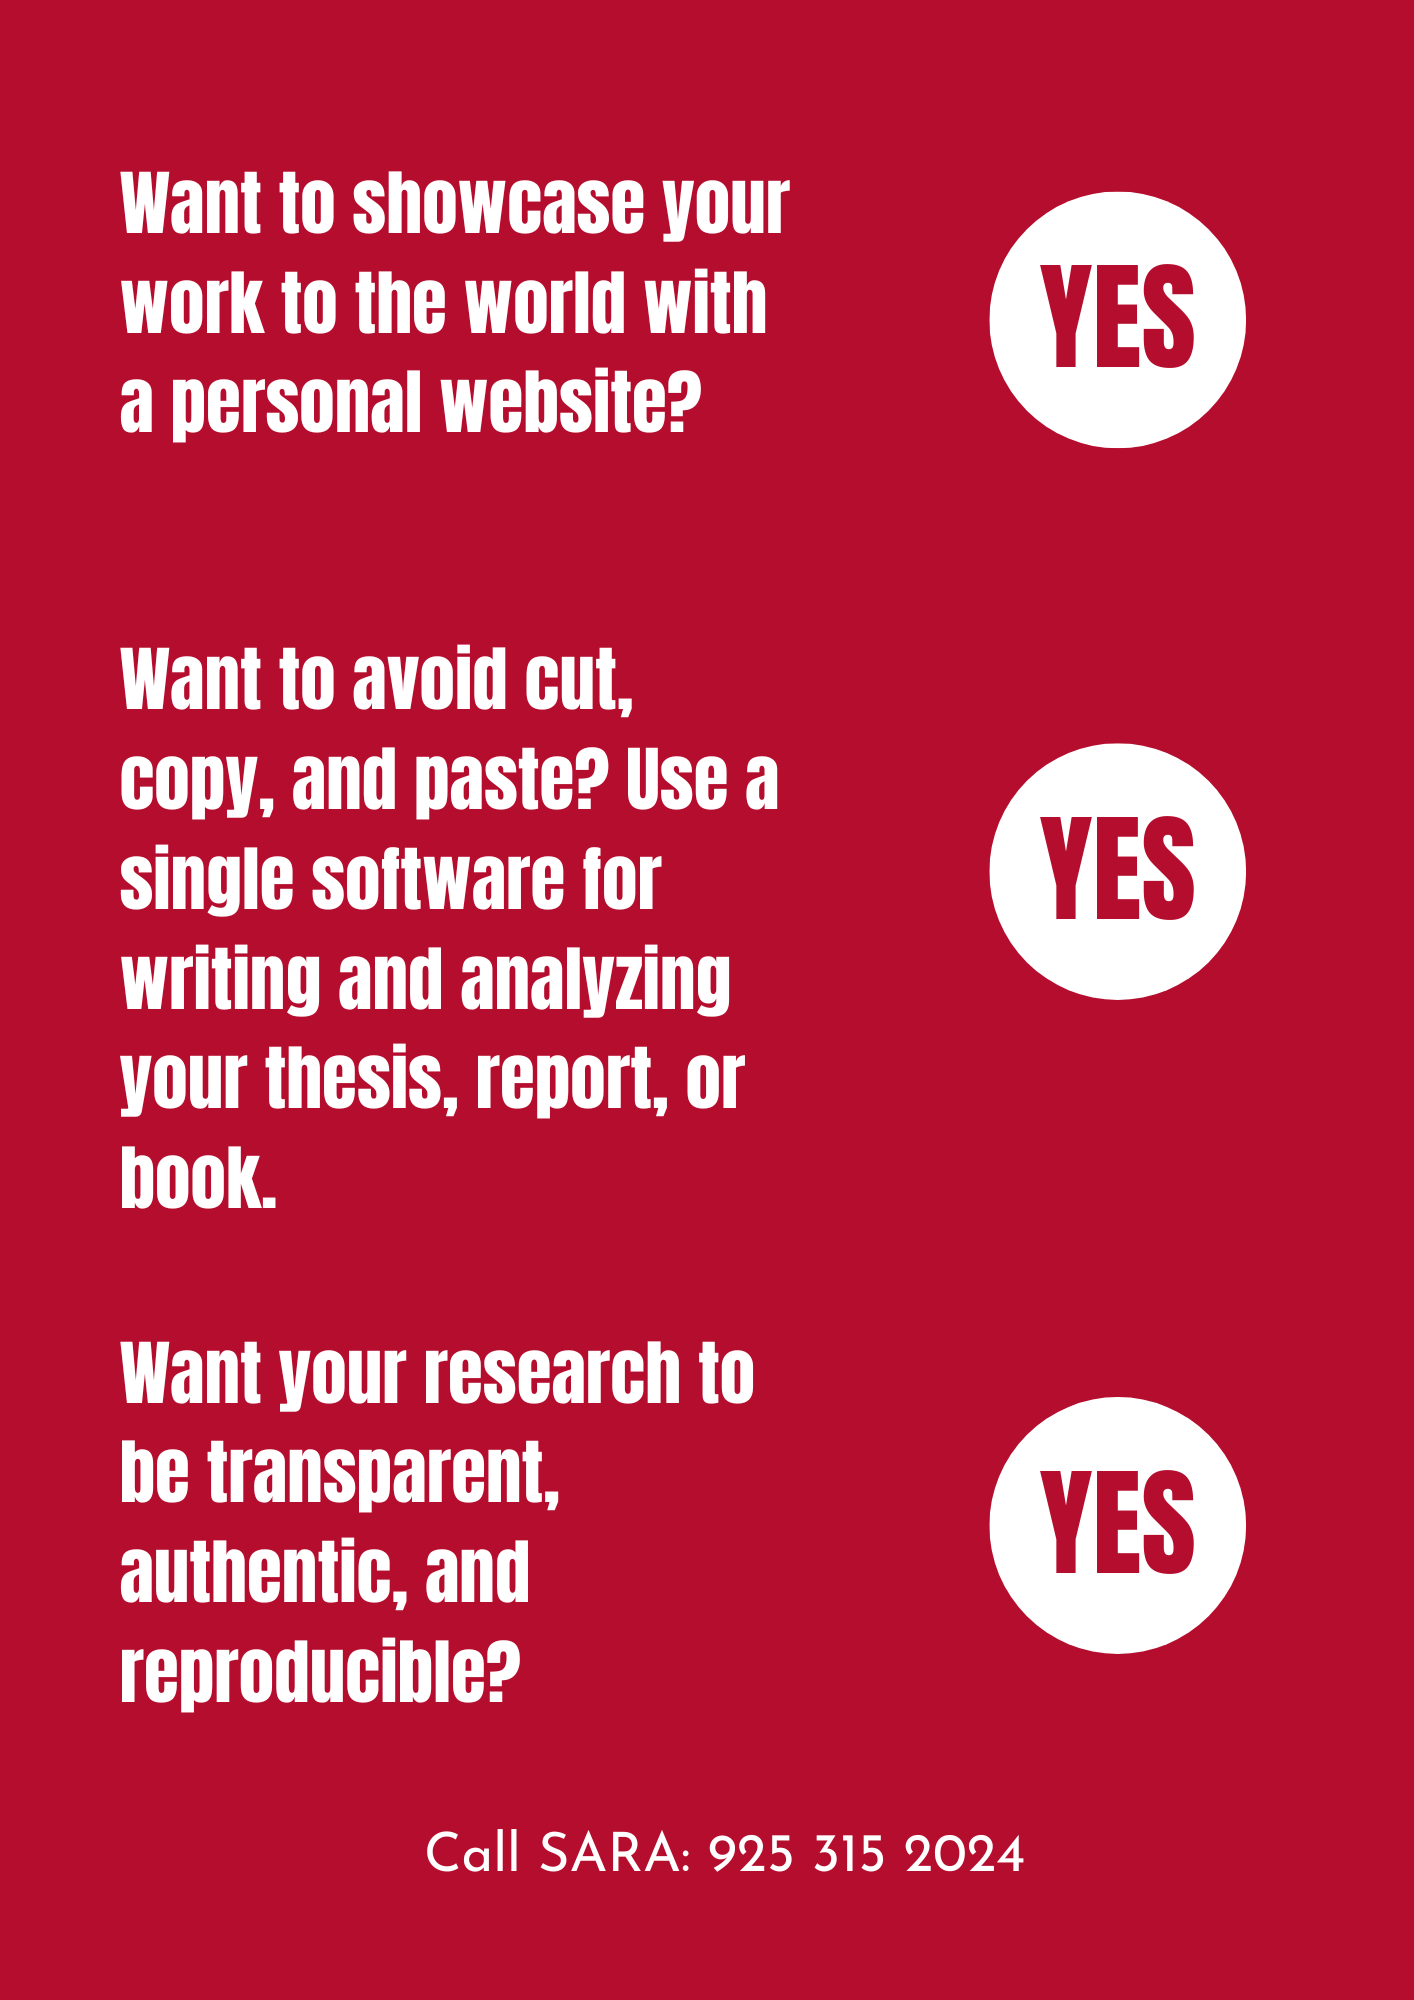 Want to showcase your
work to the world with
a personal website?
YES
Want to avoid cut,
copy, and paste? Use a
single software for
writing and analyzing
your thesis, report, or
book.
YES
Want your research to
be transparent,
authentic, and
reproducible?
YES
Call SARA: 925 315 2024